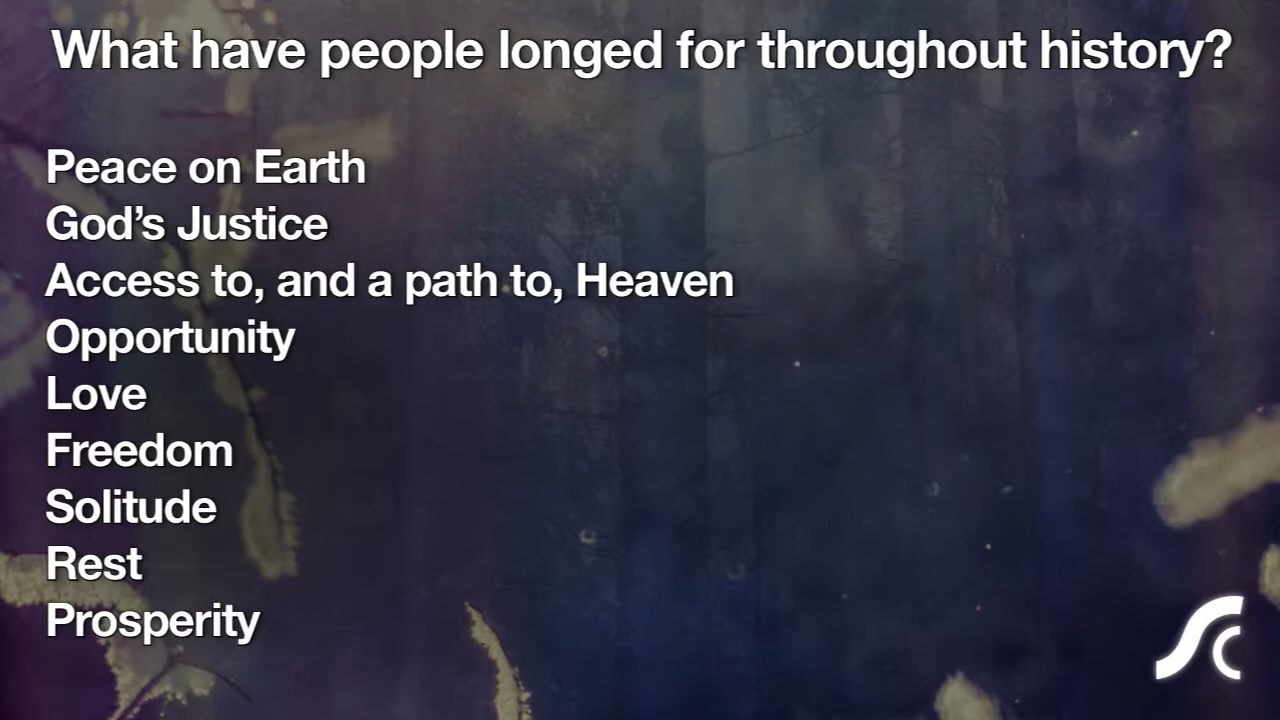 What have people longed for throughout history?
Peace on Earth
God’s Justice
Access to, and a path to, Heaven
Opportunity
Love
Freedom
Solitude
Rest
Prosperity